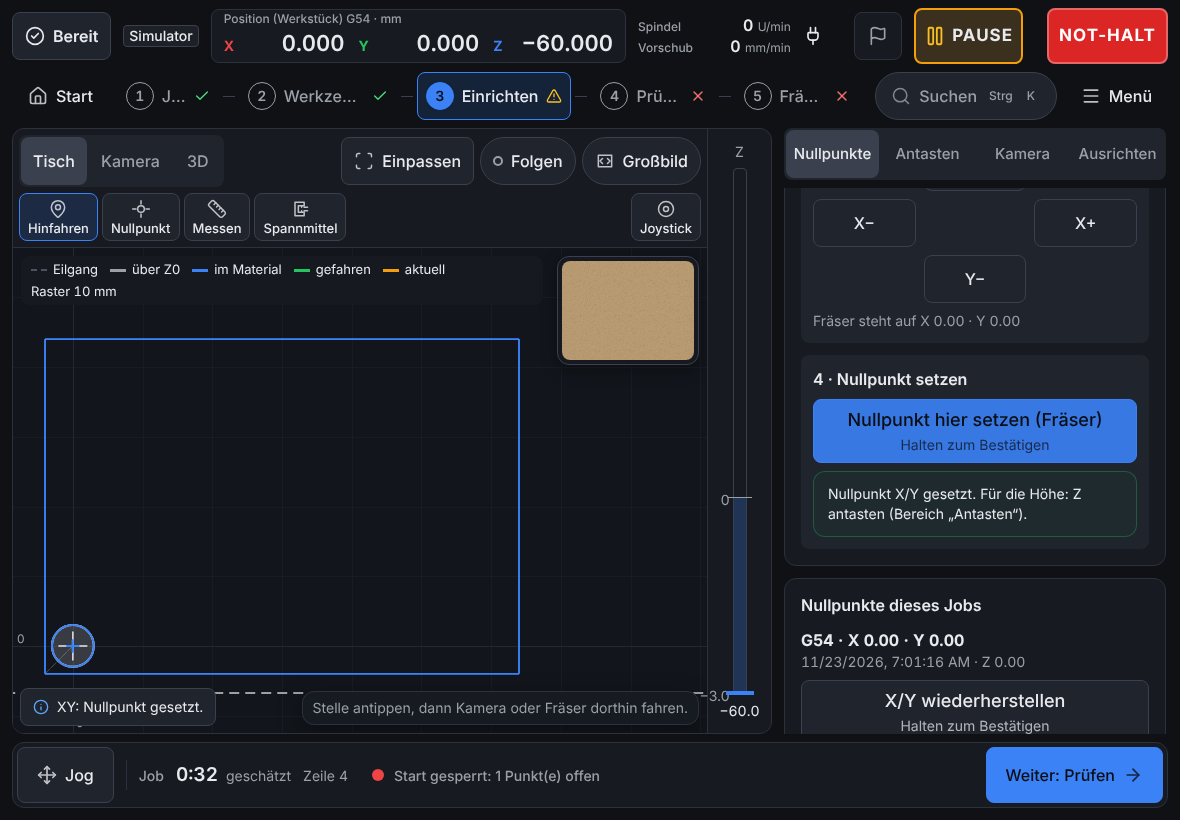 Bereit
Simulator
Position (Werkstück) G54 · mm
X 0.000 Y 0.000 Z −60.000
Spindel 0 U/min
Vorschub 0 mm/min
PAUSE
NOT-HALT
Start
1 J… 
2 Werkze…
3 Einrichten
4 Prü…
5 Frä…
Suchen Strg K
Menü
Tisch Kamera 3D
Einpassen
Folgen
Großbild
Hinfahren
Nullpunkt
Messen
Spannmittel
Joystick
Eilgang über Z0 im Material gefahren aktuell
Raster 10 mm
0
XY: Nullpunkt gesetzt.
Stelle antippen, dann Kamera oder Fräser dorthin fahren.
Z
0
−3.0
−60.0
Nullpunkte Antasten Kamera Ausrichten
X−
X+
Y−
Fräser steht auf X 0.00 · Y 0.00
4 · Nullpunkt setzen
Nullpunkt hier setzen (Fräser)
Halten zum Bestätigen
Nullpunkt X/Y gesetzt. Für die Höhe: Z
antasten (Bereich „Antasten“).
Nullpunkte dieses Jobs
G54 · X 0.00 · Y 0.00
11/23/2026, 7:01:16 AM · Z 0.00
X/Y wiederherstellen
Halten zum Bestätigen
Jog
Job 0:32 geschätzt Zeile 4
Start gesperrt: 1 Punkt(e) offen
Weiter: Prüfen